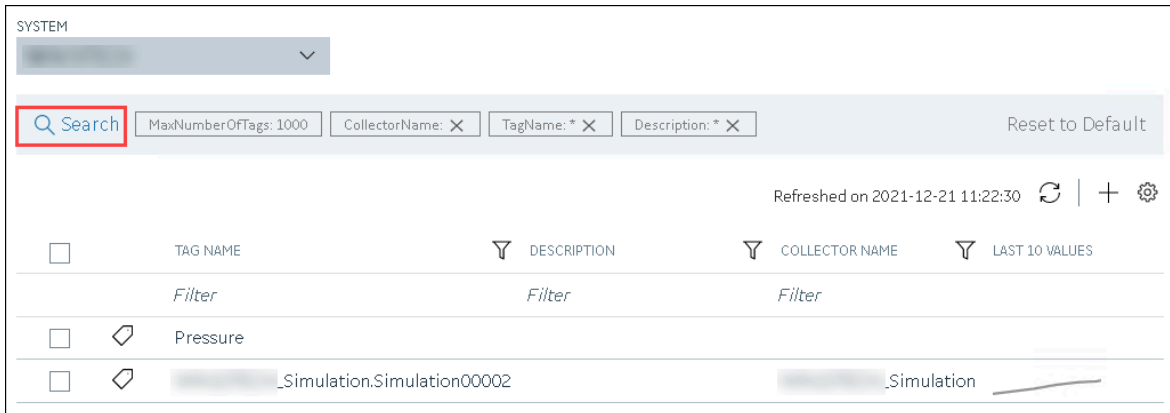 SYSTEM
Search MaxNumberOfTags: 1000 CollectorName: TagName: * Description: * Reset to Default
Refreshed on 2021-12-21 11:22:30
TAG NAME DESCRIPTION COLLECTOR NAME LAST 10 VALUES
Filter Filter Filter
Pressure
_Simulation.Simulation00002 _Simulation